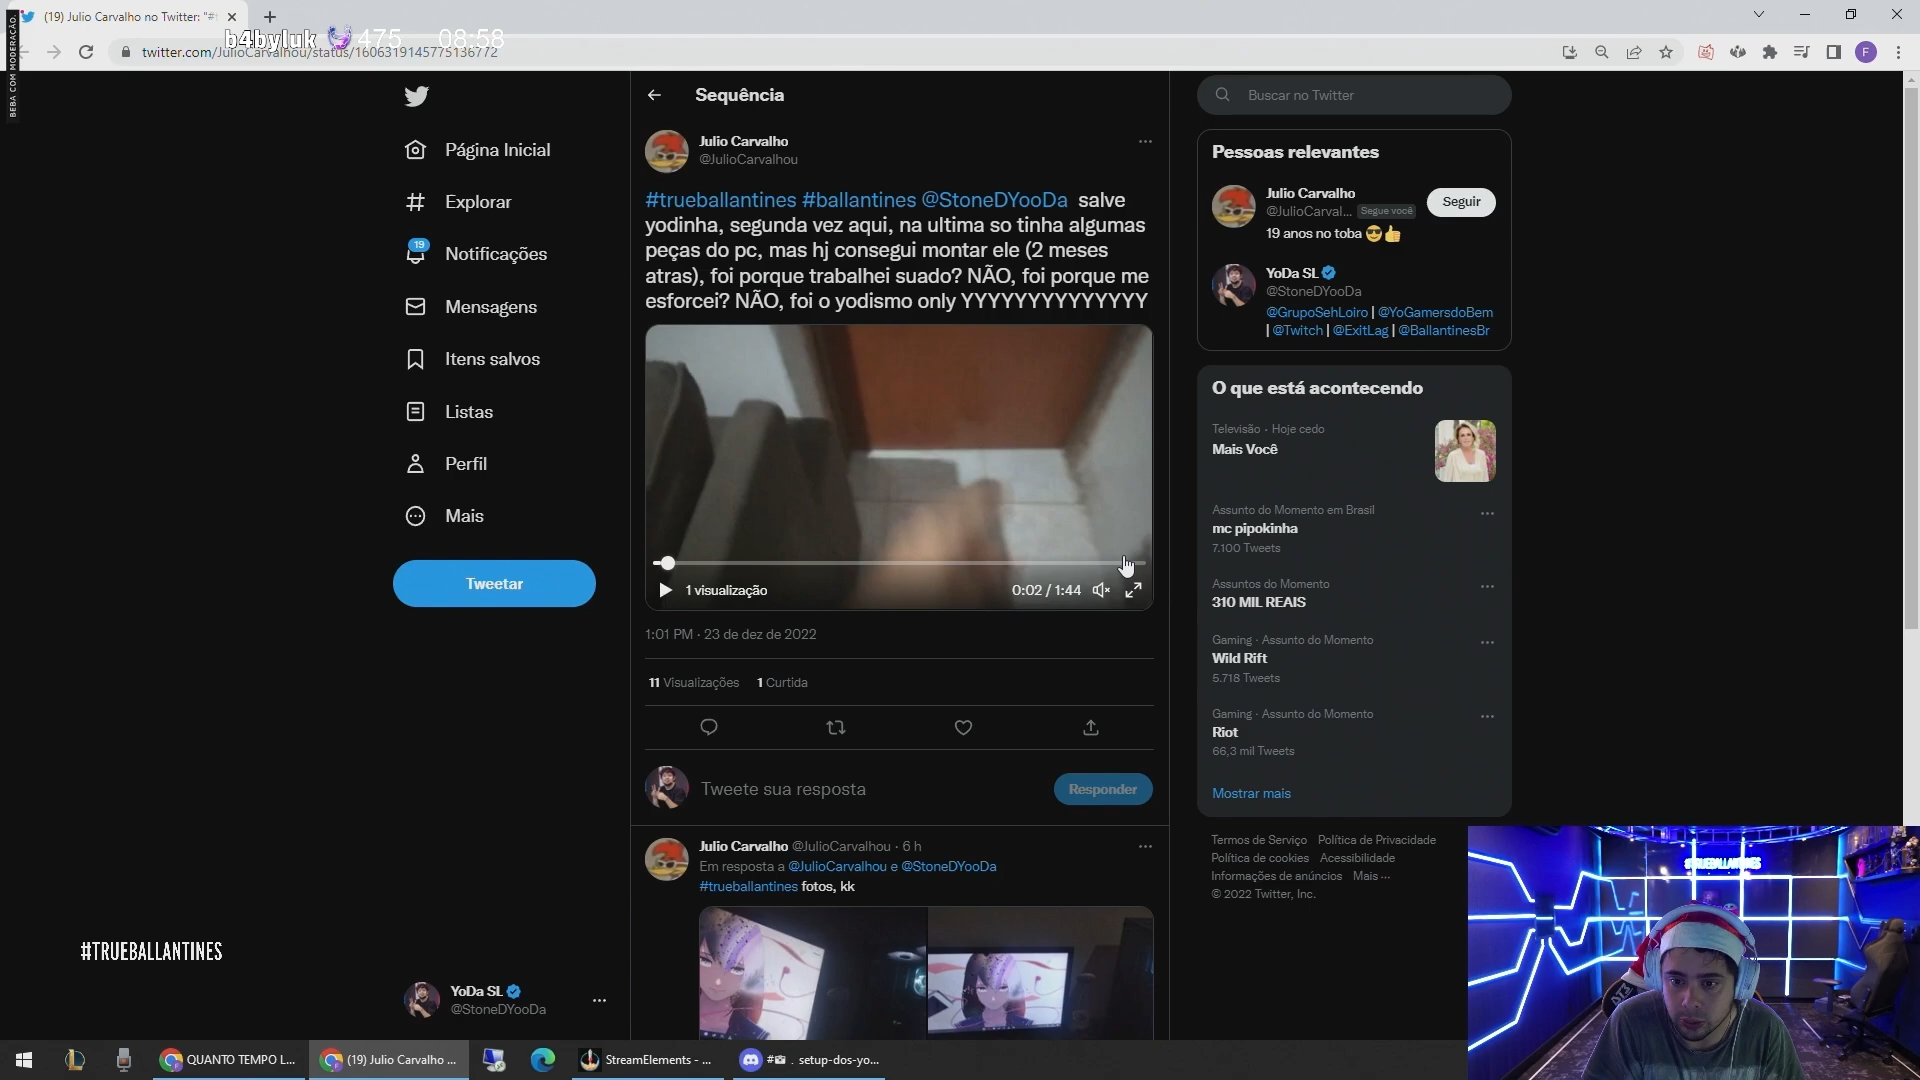 (19) Julio Carvalho no Twitter: "#t
BEBA COM MODERAÇÃO.
b4byluk 475 08:58
twitter.com/JulioCarvalhou/status/1606319145775136772
F
Página Inicial
Explorar
19
Notificações
Mensagens
Itens salvos
Listas
Perfil
Mais
Tweetar
#TRUEBALLANTINES
YoDa SL
@StoneDYooDa
Sequência
Julio Carvalho
@JulioCarvalhou
#trueballantines #ballantines @StoneDYooDa salve
yodinha, segunda vez aqui, na ultima so tinha algumas
peças do pc, mas hj consegui montar ele (2 meses
atras), foi porque trabalhei suado? NÃO, foi porque me
esforcei? NÃO, foi o yodismo only YYYYYYYYYYYYYY
1 visualização
0:02 / 1:44
1:01 PM · 23 de dez de 2022
11 Visualizações 1 Curtida
Tweete sua resposta
Responder
Julio Carvalho @JulioCarvalhou · 6 h
Em resposta a @JulioCarvalhou e @StoneDYooDa
#trueballantines fotos, kk
Buscar no Twitter
Pessoas relevantes
Julio Carvalho
@JulioCarval... Segue você
Seguir
19 anos no toba
YoDa SL
@StoneDYooDa
@GrupoSehLoiro | @YoGamersdoBem
| @Twitch | @ExitLag | @BallantinesBr
O que está acontecendo
Televisão · Hoje cedo
Mais Você
Assunto do Momento em Brasil
mc pipokinha
7.100 Tweets
Assuntos do Momento
310 MIL REAIS
Gaming · Assunto do Momento
Wild Rift
5.718 Tweets
Gaming · Assunto do Momento
Riot
66,3 mil Tweets
Mostrar mais
Termos de Serviço Política de Privacidade
Política de cookies Acessibilidade
Informações de anúncios Mais ...
© 2022 Twitter, Inc.
#TRUEBALLANTINES
QUANTO TEMPO L...
(19) Julio Carvalho ...
StreamElements - ...
# . setup-dos-yo...